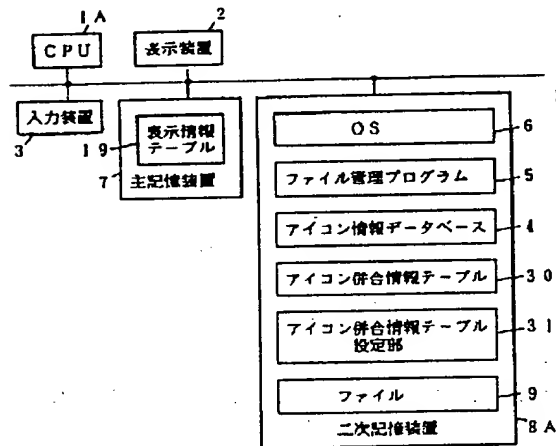 1A
CPU
2
表示装置
入力装置
3
表示情報
テーブル
19
主記憶装置
7
OS
6
ファイル管理プログラム
5
アイコン情報データベース
4
アイコン併合情報テーブル
30
アイコン併合情報テーブル
設定部
31
ファイル
9
二次記憶装置
8A